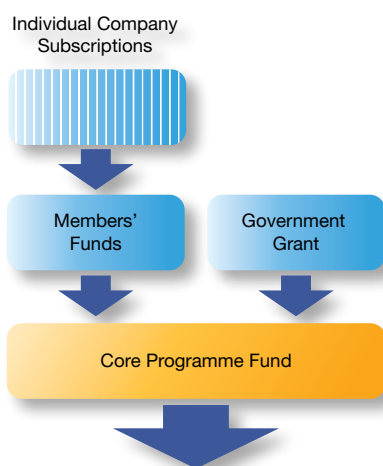 Individual Company
Subscriptions
Members’
Funds
Government
Grant
Core Programme Fund